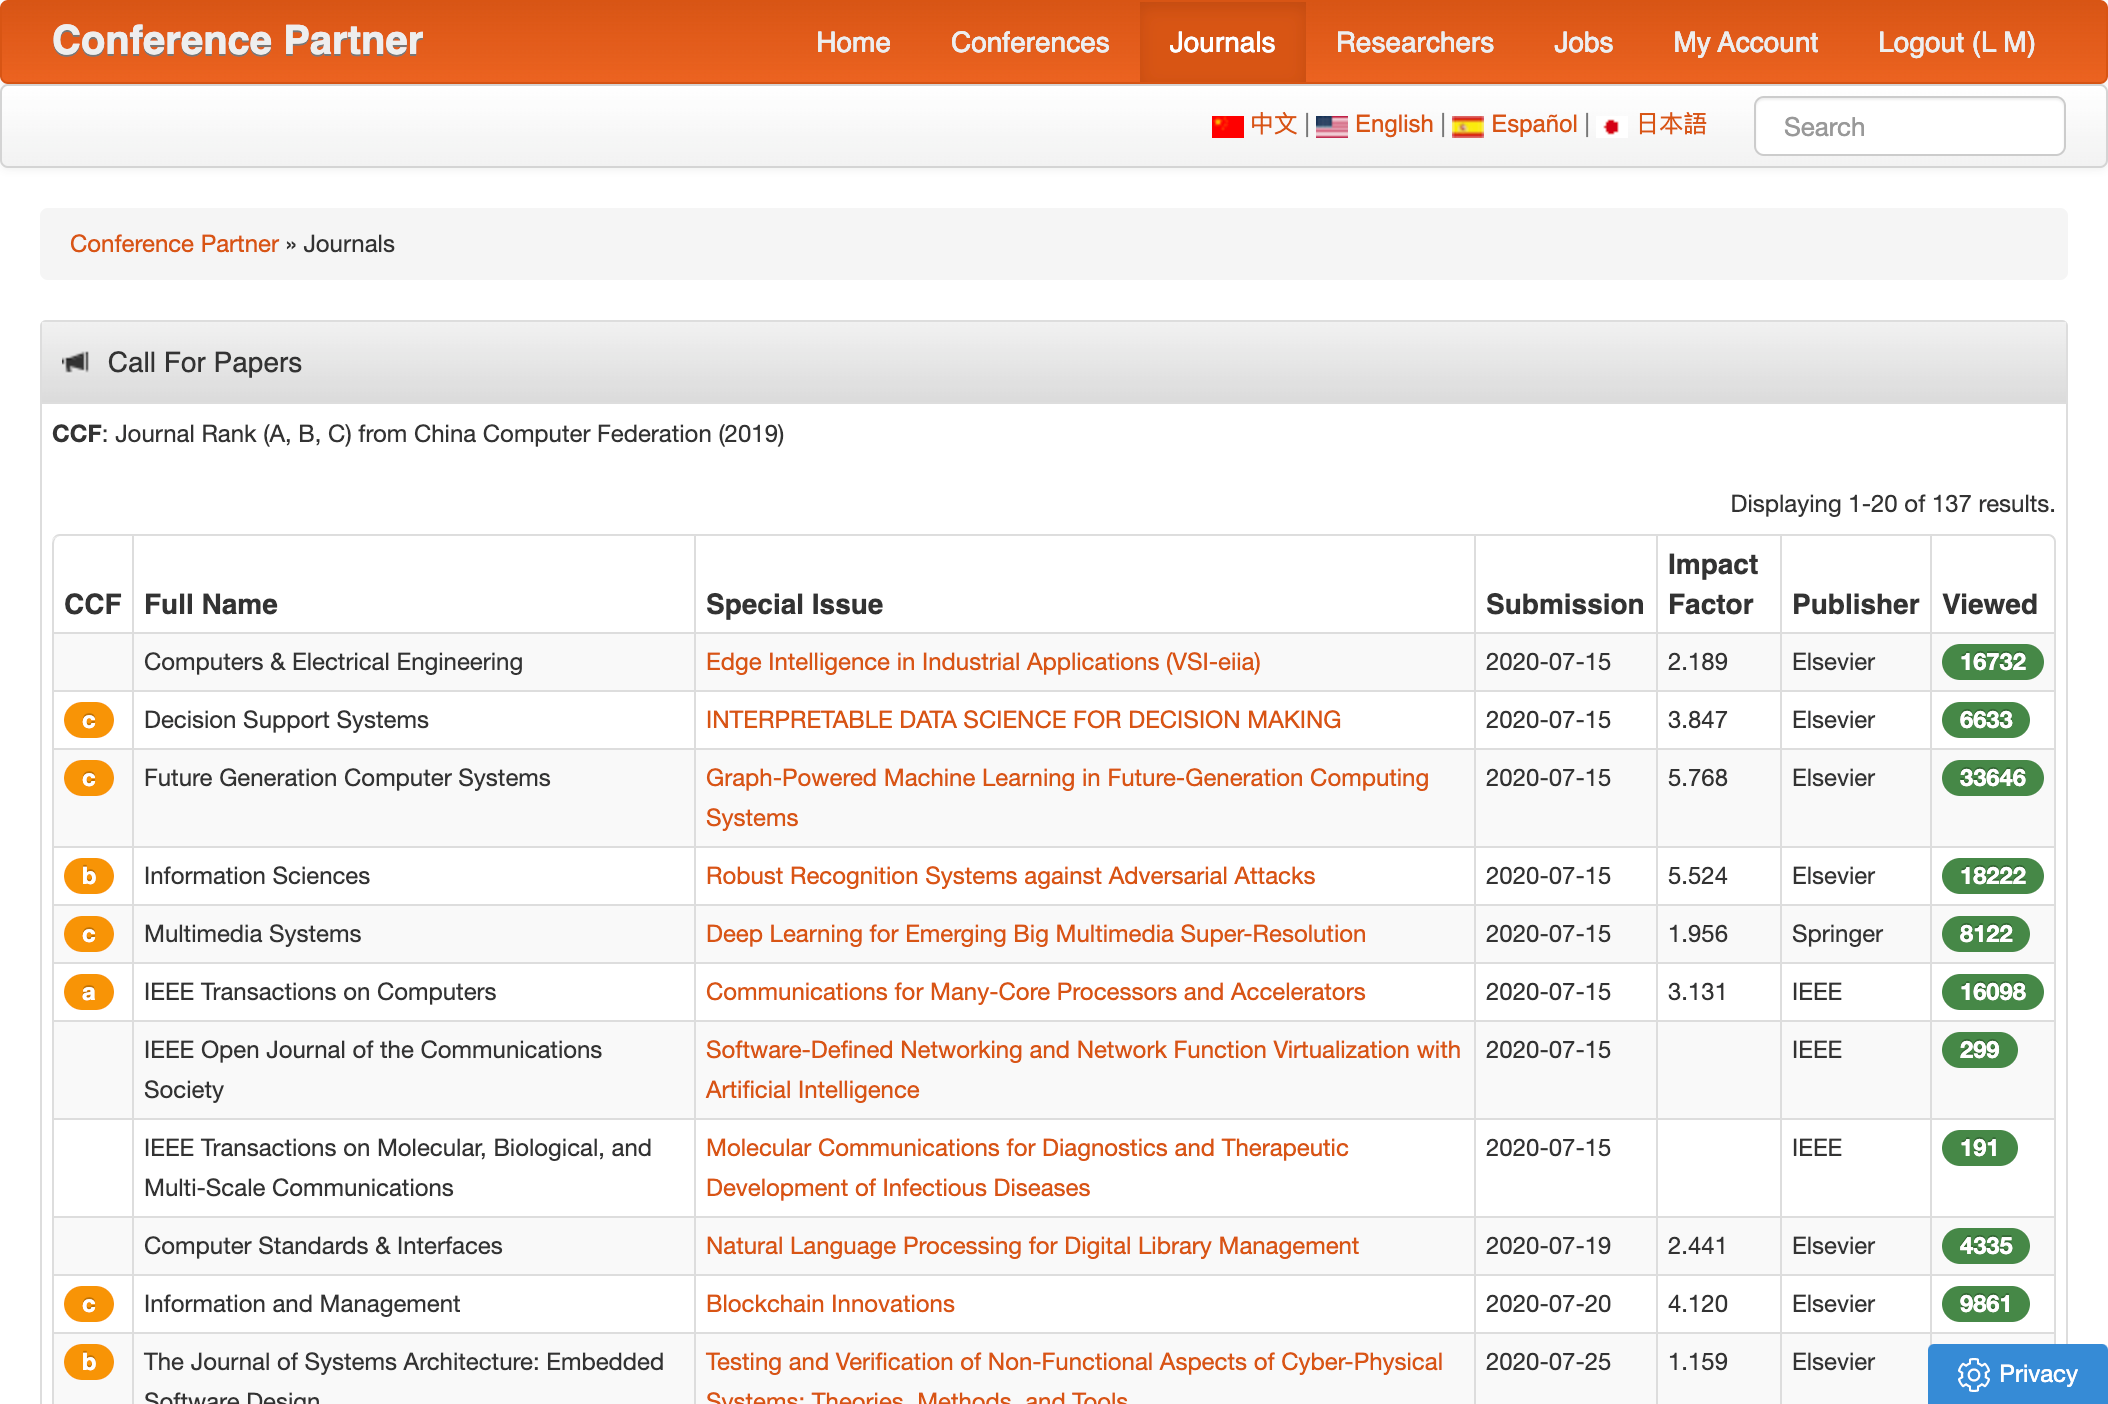 Conference Partner Home Conferences Journals Researchers Jobs My Account Logout (L M)
中文 | English | Español | 日本語 Search
Conference Partner » Journals
Call For Papers
CCF: Journal Rank (A, B, C) from China Computer Federation (2019)
Displaying 1-20 of 137 results.
CCF Full Name Special Issue Submission Impact Factor Publisher Viewed
Computers & Electrical Engineering Edge Intelligence in Industrial Applications (VSI-eiia) 2020-07-15 2.189 Elsevier 16732
c Decision Support Systems INTERPRETABLE DATA SCIENCE FOR DECISION MAKING 2020-07-15 3.847 Elsevier 6633
c Future Generation Computer Systems Graph-Powered Machine Learning in Future-Generation Computing 2020-07-15 5.768 Elsevier 33646
Systems
b Information Sciences Robust Recognition Systems against Adversarial Attacks 2020-07-15 5.524 Elsevier 18222
c Multimedia Systems Deep Learning for Emerging Big Multimedia Super-Resolution 2020-07-15 1.956 Springer 8122
a IEEE Transactions on Computers Communications for Many-Core Processors and Accelerators 2020-07-15 3.131 IEEE 16098
IEEE Open Journal of the Communications Software-Defined Networking and Network Function Virtualization with 2020-07-15 IEEE 299
Society Artificial Intelligence
IEEE Transactions on Molecular, Biological, and Molecular Communications for Diagnostics and Therapeutic 2020-07-15 IEEE 191
Multi-Scale Communications Development of Infectious Diseases
Computer Standards & Interfaces Natural Language Processing for Digital Library Management 2020-07-19 2.441 Elsevier 4335
c Information and Management Blockchain Innovations 2020-07-20 4.120 Elsevier 9861
b The Journal of Systems Architecture: Embedded Testing and Verification of Non-Functional Aspects of Cyber-Physical 2020-07-25 1.159 Elsevier
Software Design Systems: Theories, Methods, and Tools
Privacy